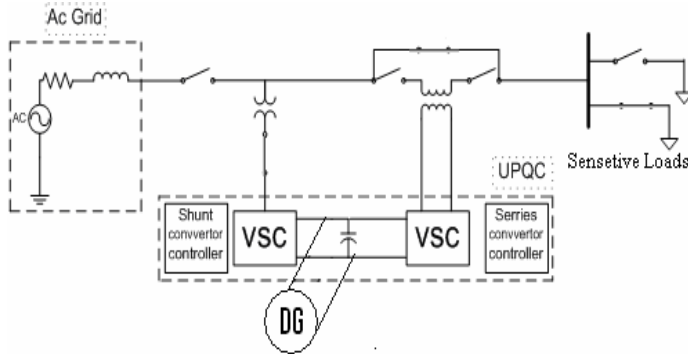 Ac Grid
AC
Sensetive Loads
UPQC
Shunt
convvertor
controller
VSC
VSC
Serries
convvertor
controller
DG